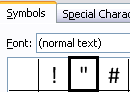 Symbols Special Charac
Font: (normal text)
! " #